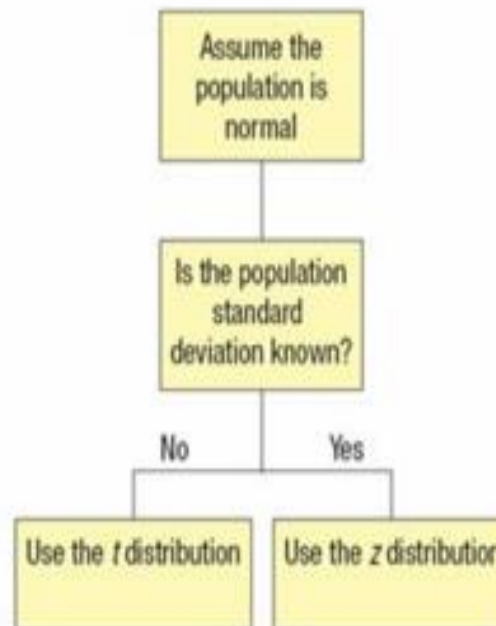 Assume the
population is
normal
Is the population
standard
deviation known?
No Yes
Use the t distribution
Use the z distribution